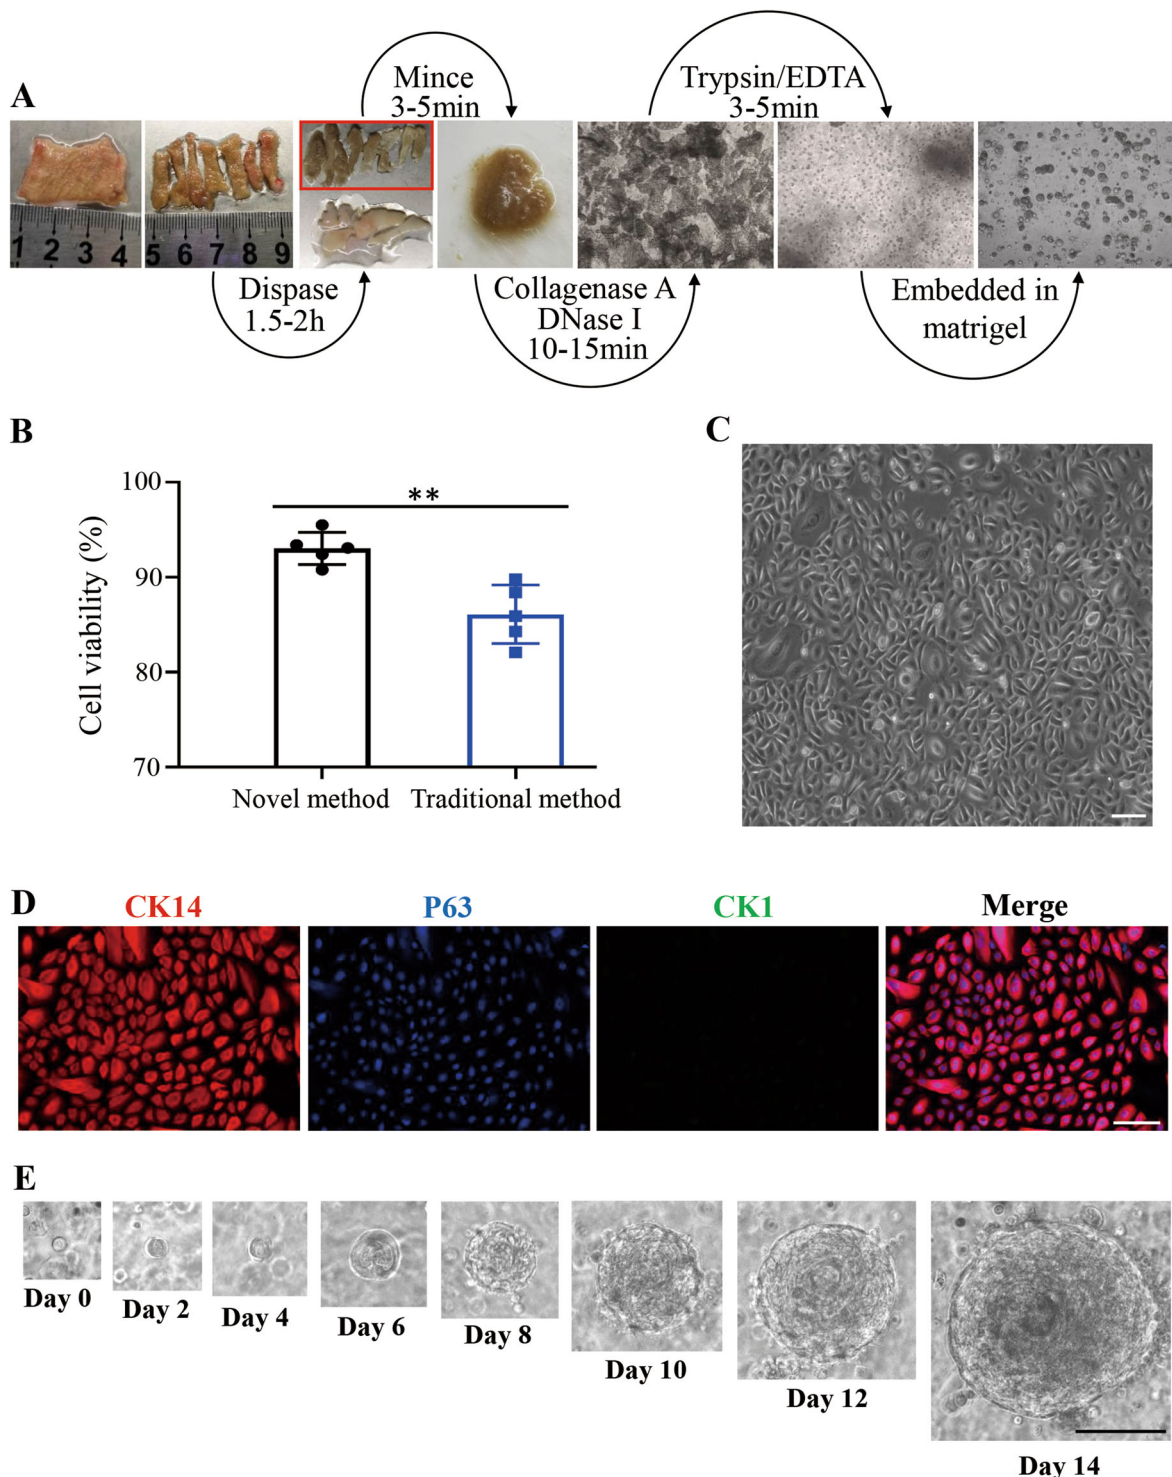 A
Mince
3-5min
Trypsin/EDTA
3-5min
1 2 3 4
5 6 7 8 9
Dispase
1.5-2h
Collagenase A
DNase I
10-15min
Embedded in
matrigel
B
**
100
90
80
70
Cell viability (%)
Novel method
Traditional method
C
D
CK14
P63
CK1
Merge
E
Day 0
Day 2
Day 4
Day 6
Day 8
Day 10
Day 12
Day 14